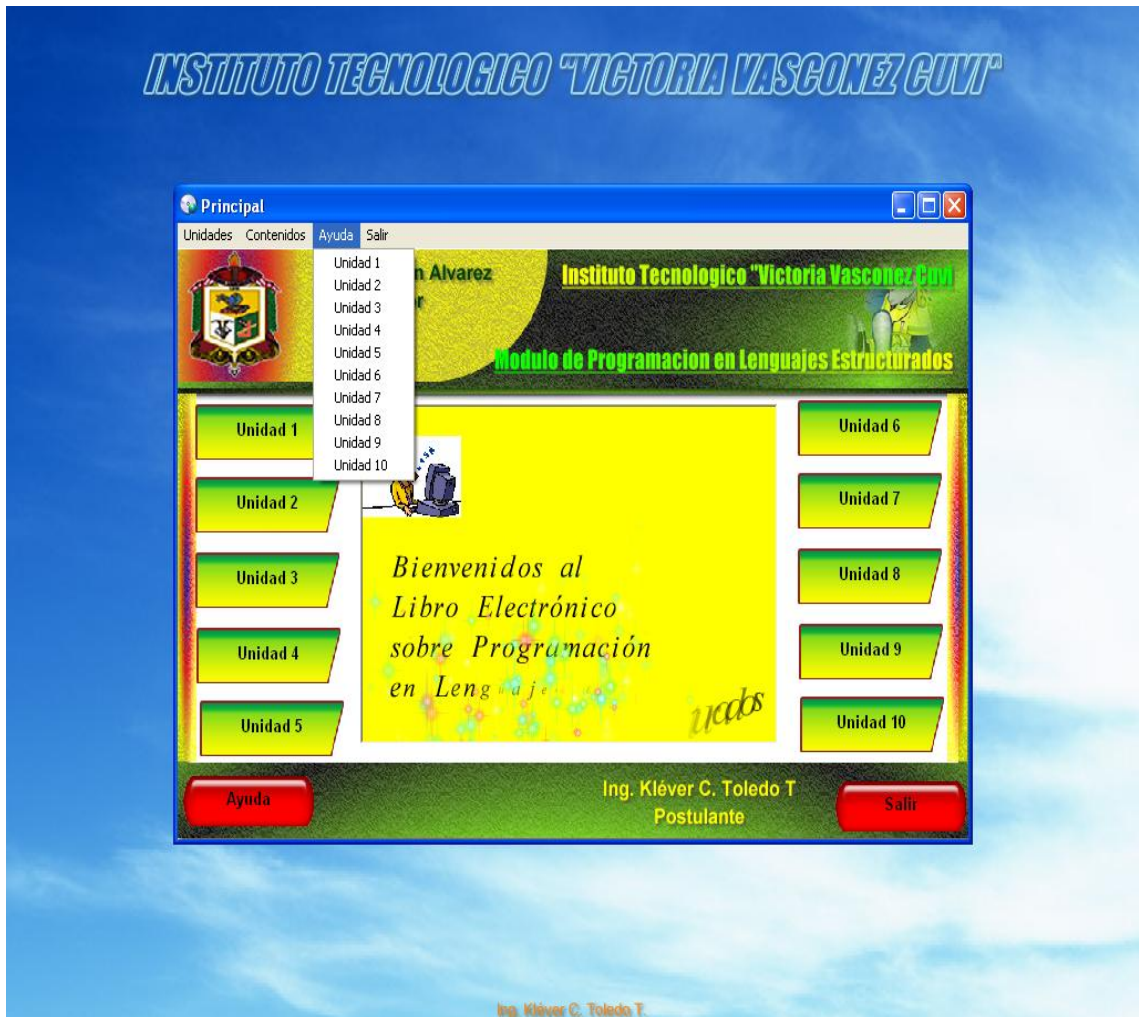 INSTITUTO TECNOLOGICO "VICTORIA VASCONEZ CUVI"
Principal
Unidades Contenidos Ayuda Salir
Unidad 1
Unidad 2
Unidad 3
Unidad 4
Unidad 5
Unidad 6
Unidad 7
Unidad 8
Unidad 9
Unidad 10
n Alvarez
r
Instituto Tecnologico "Victoria Vasconez Cuvi
Modulo de Programacion en Lenguajes Estructurados
Unidad 1
Unidad 2
Unidad 3
Unidad 4
Unidad 5
Bienvenidos al
Libro Electrónico
sobre Programación
en Lenguaje
Unidad 6
Unidad 7
Unidad 8
Unidad 9
Unidad 10
Ayuda
Ing. Kléver C. Toledo T
Postulante
Salir
Ing. Kléver C. Toledo T.